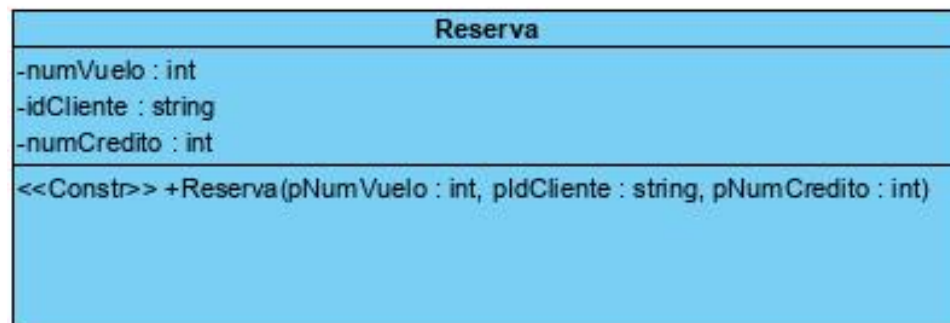 Reserva
-numVuelo : int
-idCliente : string
-numCredito : int
<<Constr>> +Reserva(pNumVuelo : int, pIdCliente : string, pNumCredito : int)